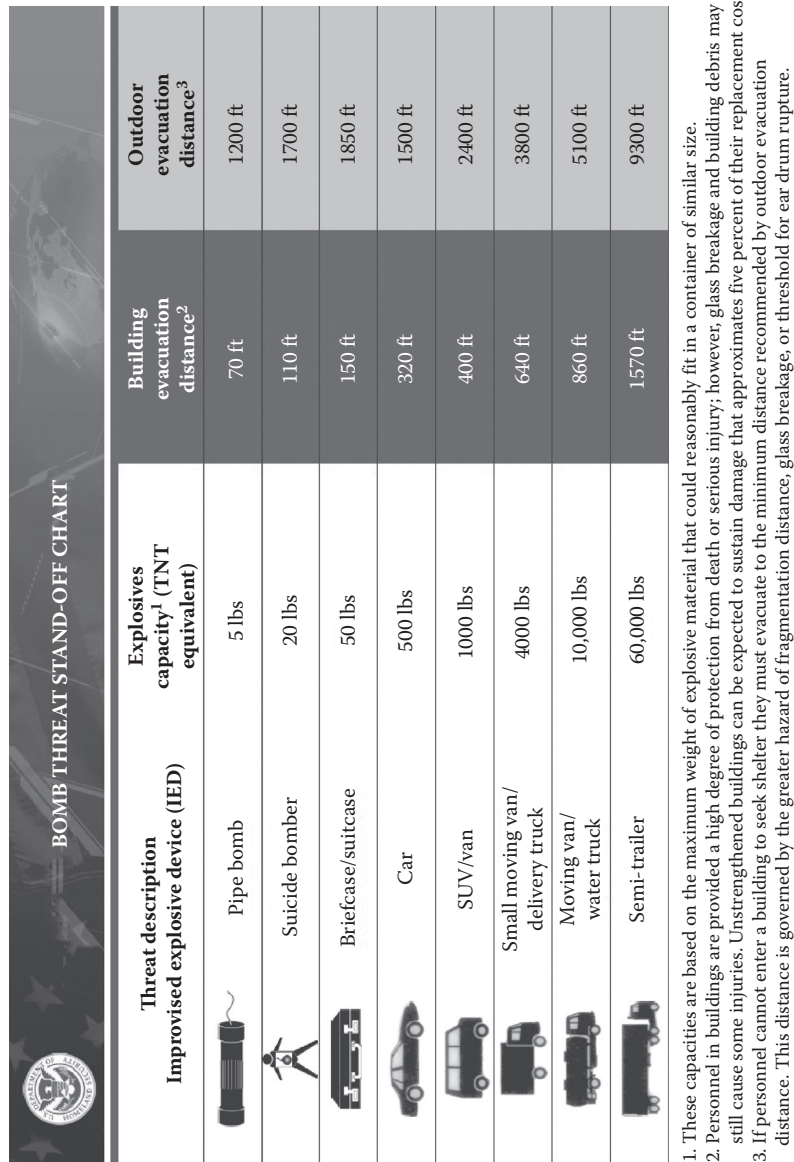 U.S. DEPARTMENT OF HOMELAND SECURITY
BOMB THREAT STAND-OFF CHART
Threat description
Improvised explosive device (IED)
Explosives
capacity¹ (TNT
equivalent)
Building
evacuation
distance²
Outdoor
evacuation
distance³
Pipe bomb 5 lbs 70 ft 1200 ft
Suicide bomber 20 lbs 110 ft 1700 ft
Briefcase/suitcase 50 lbs 150 ft 1850 ft
Car 500 lbs 320 ft 1500 ft
SUV/van 1000 lbs 400 ft 2400 ft
Small moving van/
delivery truck 4000 lbs 640 ft 3800 ft
Moving van/
water truck 10,000 lbs 860 ft 5100 ft
Semi-trailer 60,000 lbs 1570 ft 9300 ft
1. These capacities are based on the maximum weight of explosive material that could reasonably fit in a container of similar size.
2. Personnel in buildings are provided a high degree of protection from death or serious injury; however, glass breakage and building debris may
still cause some injuries. Unstrengthened buildings can be expected to sustain damage that approximates five percent of their replacement cos
3. If personnel cannot enter a building to seek shelter they must evacuate to the minimum distance recommended by outdoor evacuation
distance. This distance is governed by the greater hazard of fragmentation distance, glass breakage, or threshold for ear drum rupture.